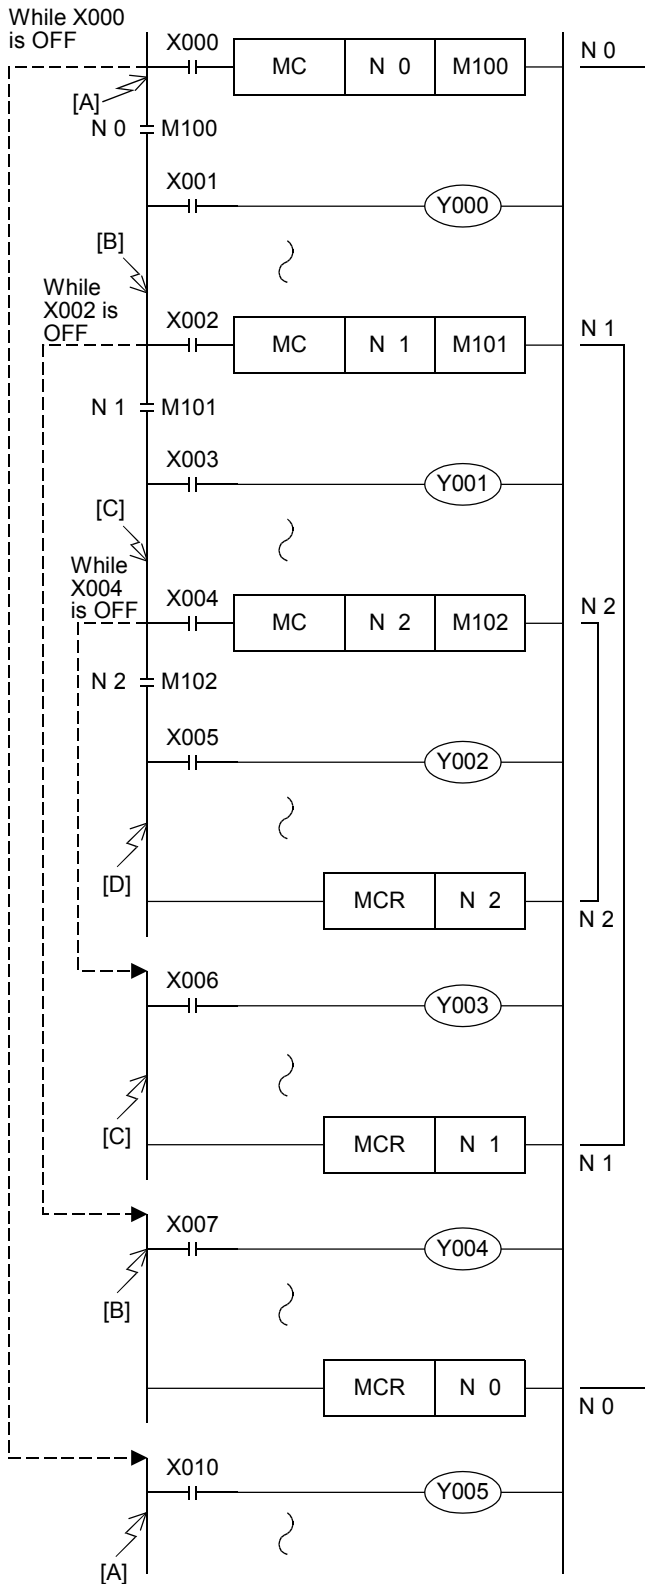 While X000
is OFF
X000
MC N 0 M100
N 0
[A]
N 0 M100
X001
Y000
[B]
While
X002 is
OFF
X002
MC N 1 M101
N 1
N 1 M101
X003
Y001
[C]
While
X004
is OFF
X004
MC N 2 M102
N 2
N 2 M102
X005
Y002
[D]
MCR N 2
N 2
X006
Y003
[C]
MCR N 1
N 1
X007
Y004
[B]
MCR N 0
N 0
X010
Y005
[A]